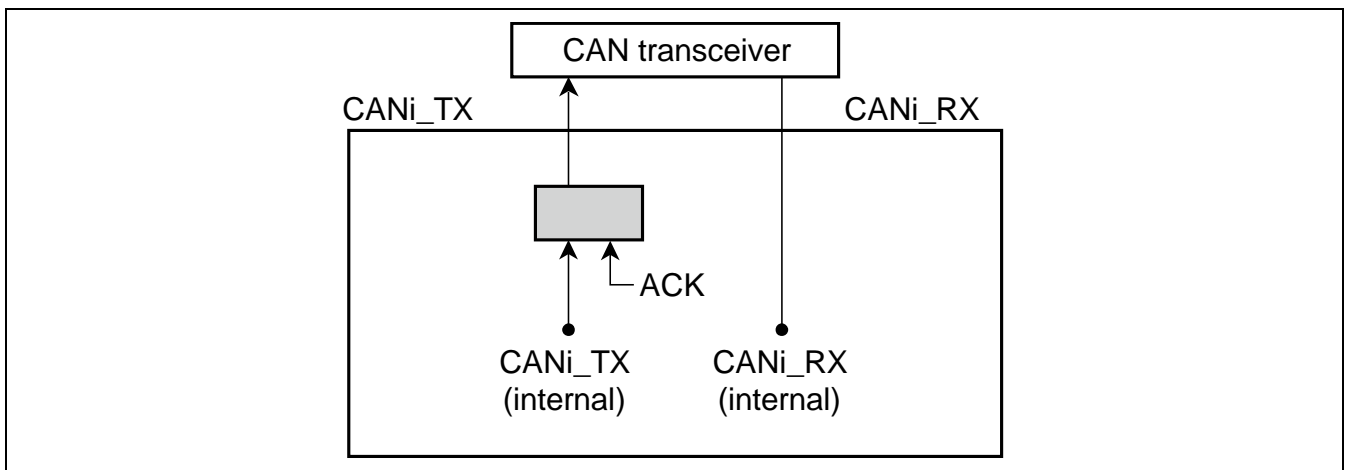 CAN transceiver
CANi_TX
CANi_RX
ACK
CANi_TX
(internal)
CANi_RX
(internal)